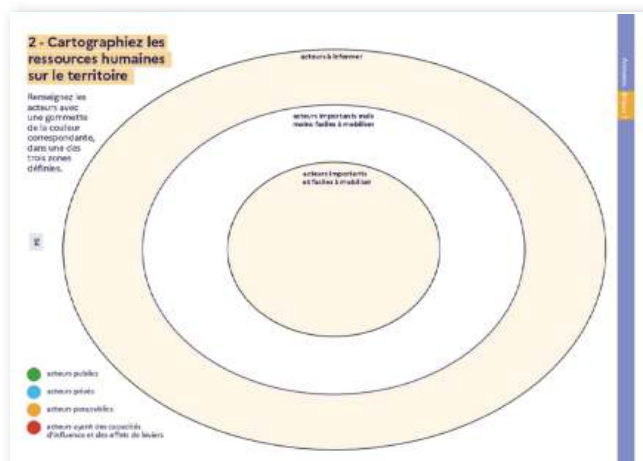 2 - Cartographiez les
ressources humaines
sur le territoire
Renseignez les
acteurs avec
une gommette
de la couleur
correspondante,
dans une des
trois zones
définies.
acteurs à informer
acteurs importants mais
moins faciles à mobiliser
acteurs importants
et faciles à mobiliser
acteurs publics
acteurs privés
acteurs associatifs
acteurs ayant des capacités
d'influence et des effets de leviers